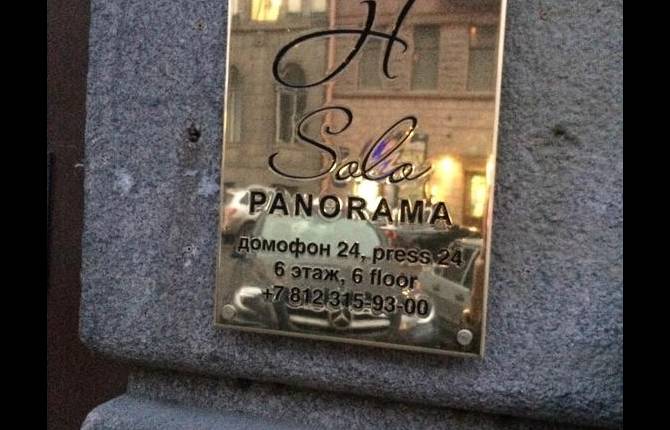 H
Solo
PANORAMA
домофон 24, press 24
6 этаж, 6 floor
+7 812 315-93-00